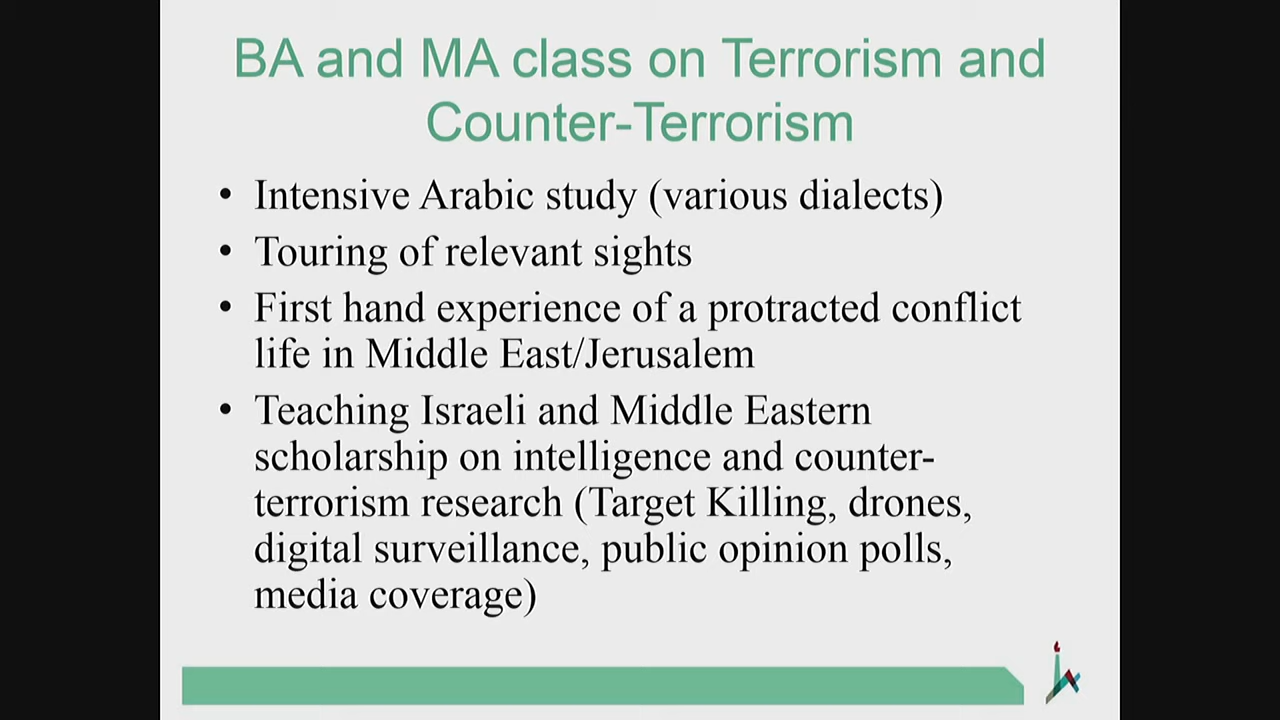 BA and MA class on Terrorism and
Counter-Terrorism
• Intensive Arabic study (various dialects)
• Touring of relevant sights
• First hand experience of a protracted conflict
life in Middle East/Jerusalem
• Teaching Israeli and Middle Eastern
scholarship on intelligence and counter-
terrorism research (Target Killing, drones,
digital surveillance, public opinion polls,
media coverage)